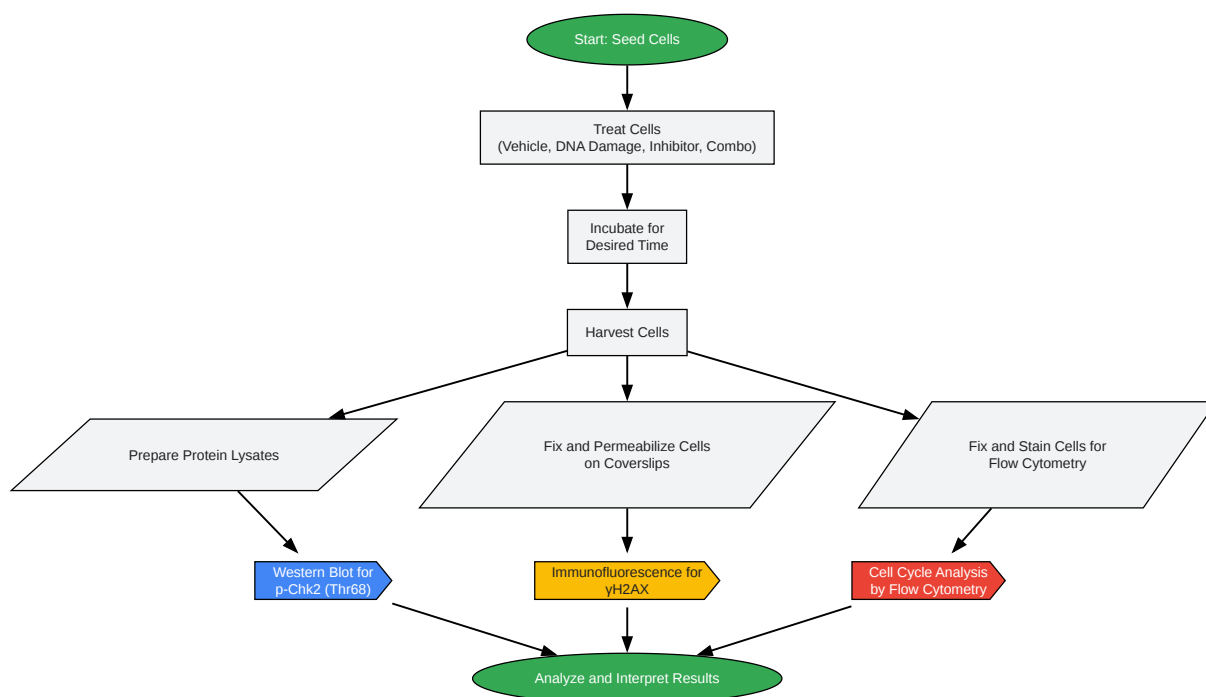 Start: Seed Cells
Treat Cells
(Vehicle, DNA Damage, Inhibitor, Combo)
Incubate for
Desired Time
Harvest Cells
Prepare Protein Lysates
Fix and Permeabilize Cells
on Coverslips
Fix and Stain Cells for
Flow Cytometry
Western Blot for
p-Chk2 (Thr68)
Immunofluorescence for
γH2AX
Cell Cycle Analysis
by Flow Cytometry
Analyze and Interpret Results